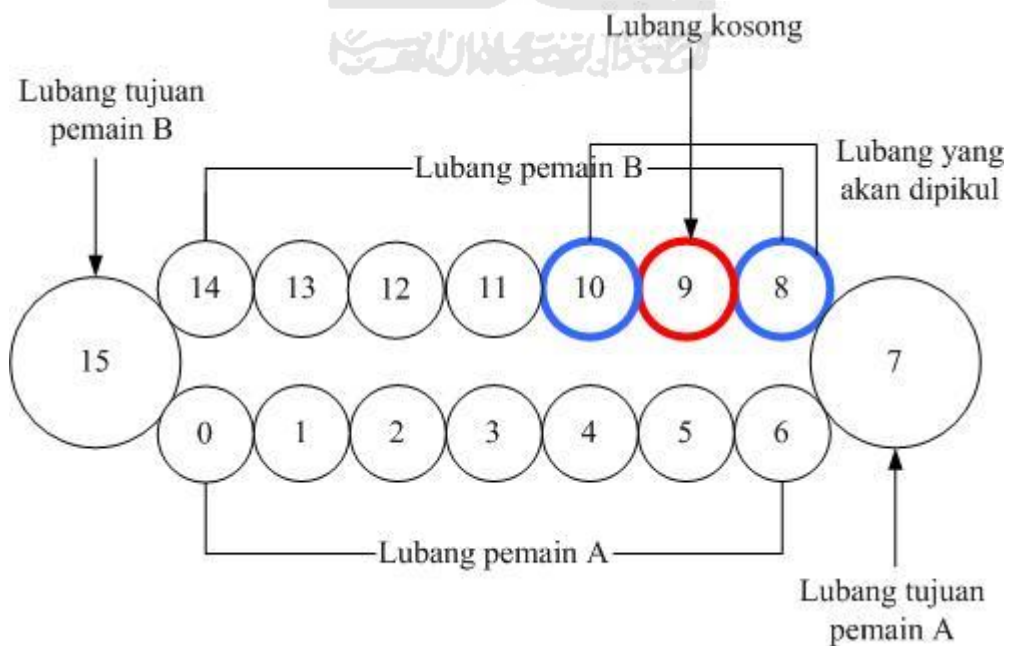 Lubang kosong
Lubang tujuan
pemain B
Lubang pemain B
Lubang yang
akan dipikul
14 13 12 11 10 9 8
15
7
0 1 2 3 4 5 6
Lubang pemain A
Lubang tujuan
pemain A